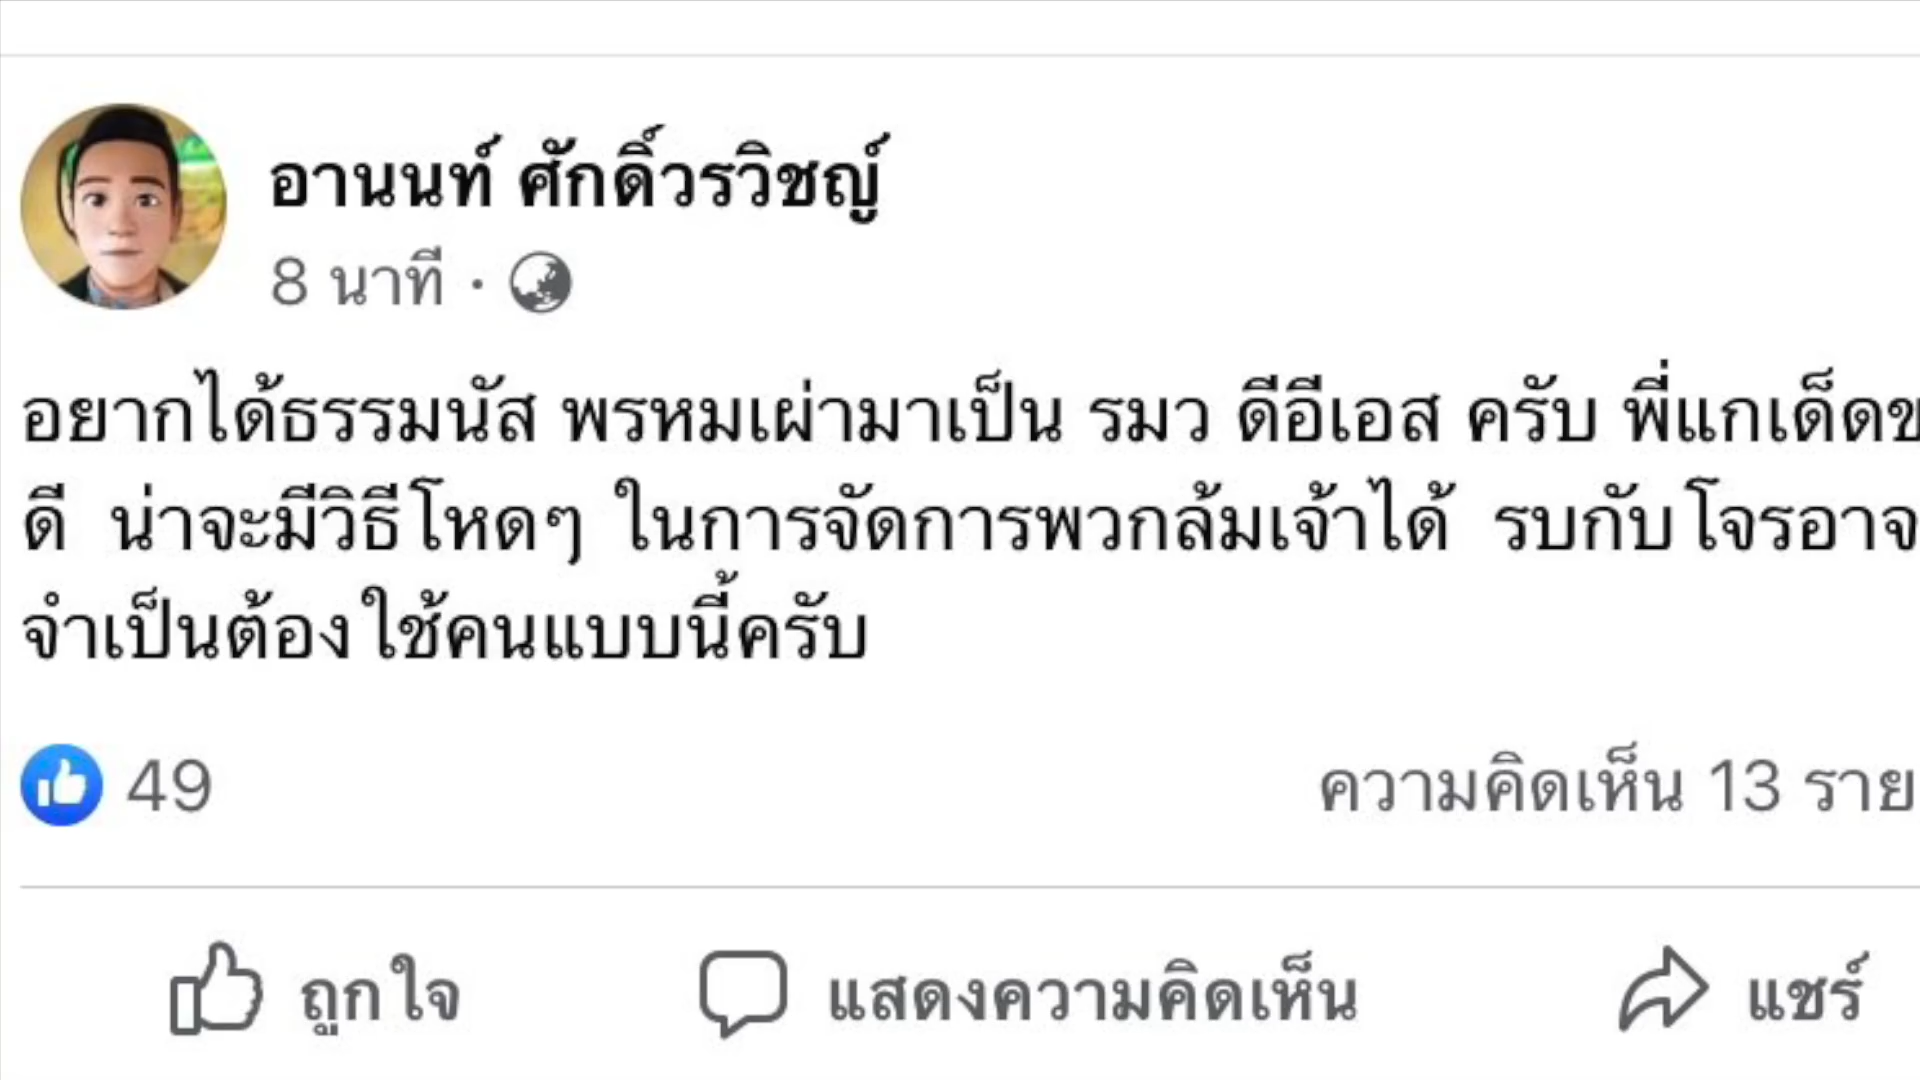 อานนท์ ศักดิ์วรวิชญ์
8 นาที ·
อยากได้ธรรมนัส พรหมเผ่ามาเป็น รมว ดีอีเอส ครับ พี่แกเด็ดข
ดี น่าจะมีวิธีโหดๆ ในการจัดการพวกล้มเจ้าได้ รบกับโจรอาจ
จำเป็นต้องใช้คนแบบนี้ครับ
49
ความคิดเห็น 13 ราย
ถูกใจ
แสดงความคิดเห็น
แชร์